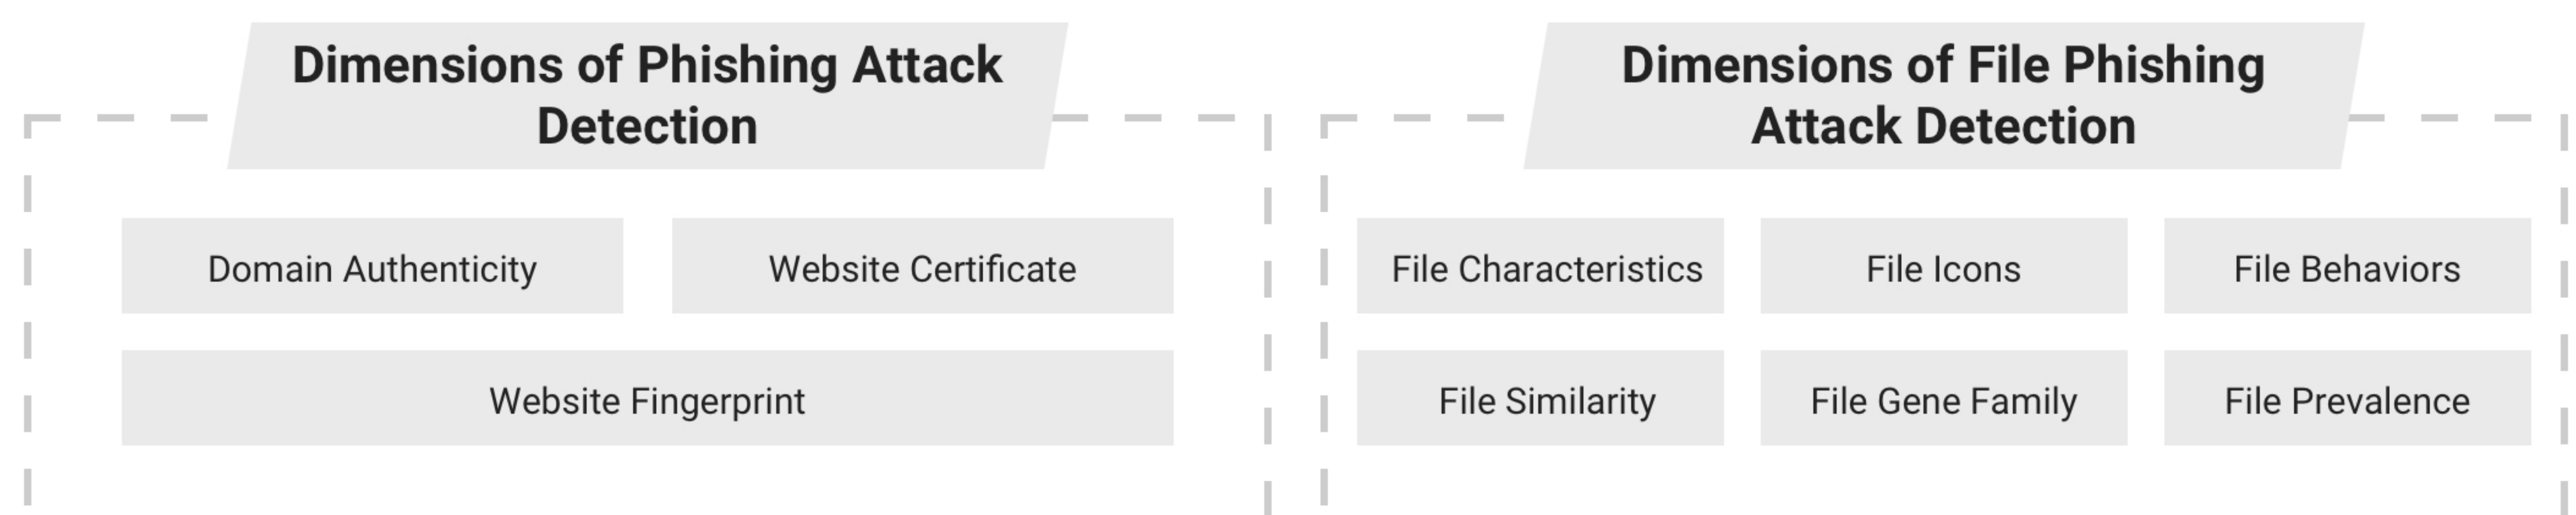 Dimensions of Phishing Attack
Detection
Domain Authenticity
Website Certificate
Website Fingerprint
Dimensions of File Phishing
Attack Detection
File Characteristics
File Icons
File Behaviors
File Similarity
File Gene Family
File Prevalence